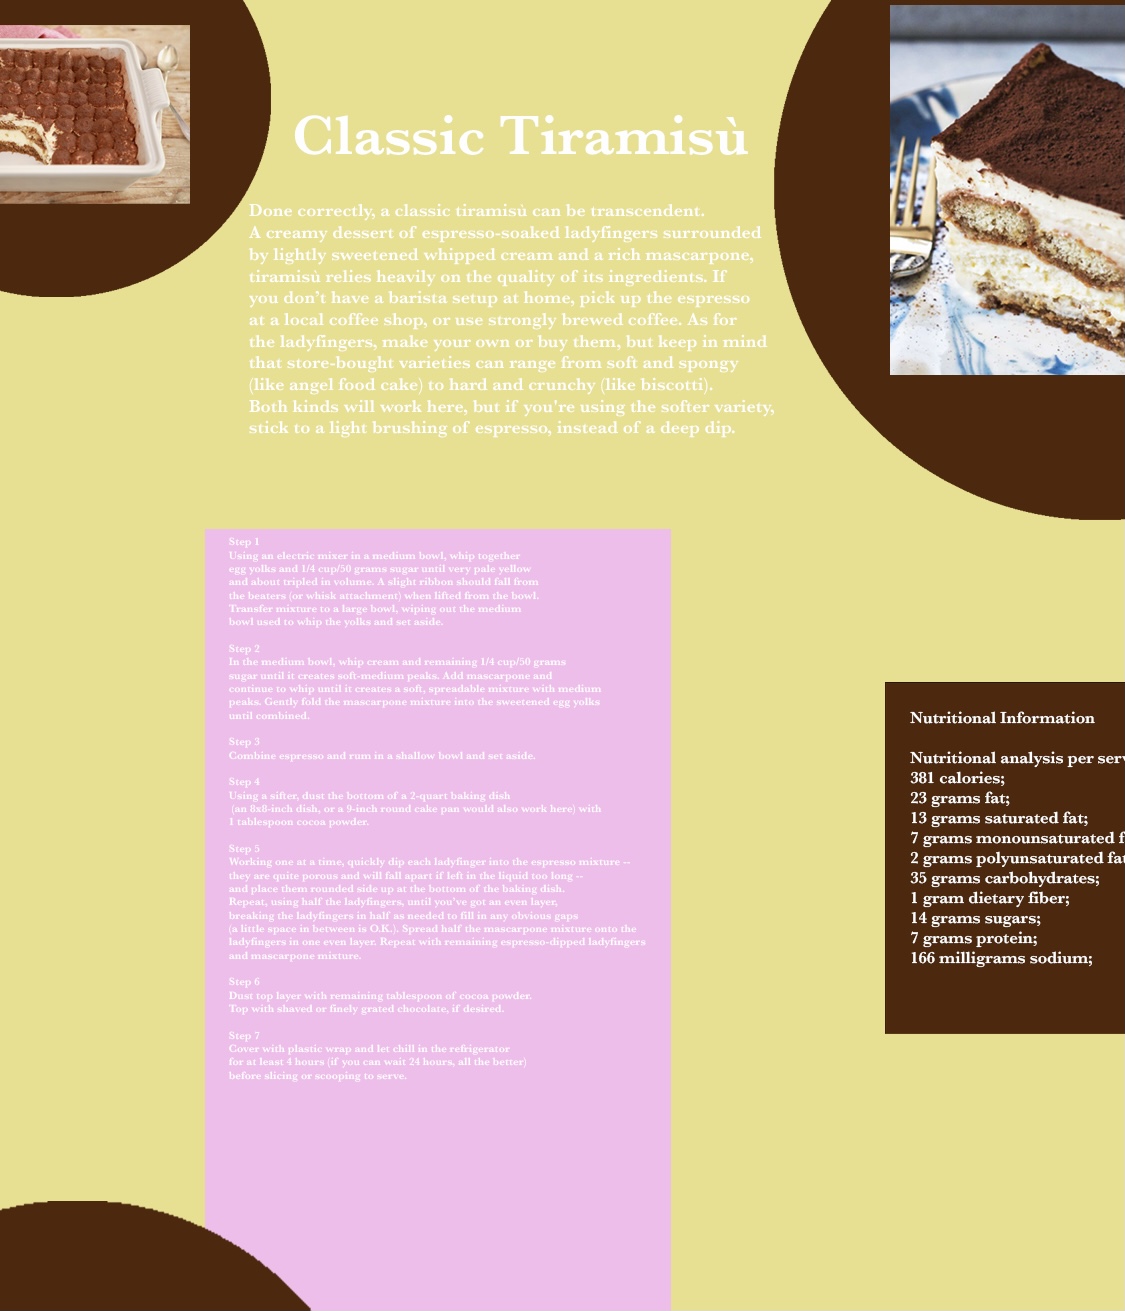 Classic Tiramisù
Done correctly, a classic tiramisù can be transcendent.
A creamy dessert of espresso-soaked ladyfingers surrounded
by lightly sweetened whipped cream and a rich mascarpone,
tiramisù relies heavily on the quality of its ingredients. If
you don’t have a barista setup at home, pick up the espresso
at a local coffee shop, or use strongly brewed coffee. As for
the ladyfingers, make your own or buy them, but keep in mind
that store-bought varieties can range from soft and spongy
(like angel food cake) to hard and crunchy (like biscotti).
Both kinds will work here, but if you're using the softer variety,
stick to a light brushing of espresso, instead of a deep dip.
Step 1
Using an electric mixer in a medium bowl, whip together
egg yolks and 1/4 cup/50 grams sugar until very pale yellow
and about tripled in volume. A slight ribbon should fall from
the beaters (or whisk attachment) when lifted from the bowl.
Transfer mixture to a large bowl, wiping out the medium
bowl used to whip the yolks and set aside.
Step 2
In the medium bowl, whip cream and remaining 1/4 cup/50 grams
sugar until it creates soft-medium peaks. Add mascarpone and
continue to whip until it creates a soft, spreadable mixture with medium
peaks. Gently fold the mascarpone mixture into the sweetened egg yolks
until combined.
Step 3
Combine espresso and rum in a shallow bowl and set aside.
Step 4
Using a sifter, dust the bottom of a 2-quart baking dish
(an 8x8-inch dish, or a 9-inch round cake pan would also work here) with
1 tablespoon cocoa powder.
Step 5
Working one at a time, quickly dip each ladyfinger into the espresso mixture --
they are quite porous and will fall apart if left in the liquid too long --
and place them rounded side up at the bottom of the baking dish.
Repeat, using half the ladyfingers, until you’ve got an even layer,
breaking the ladyfingers in half as needed to fill in any obvious gaps
(a little space in between is O.K.). Spread half the mascarpone mixture onto the
ladyfingers in one even layer. Repeat with remaining espresso-dipped ladyfingers
and mascarpone mixture.
Step 6
Dust top layer with remaining tablespoon of cocoa powder.
Top with shaved or finely grated chocolate, if desired.
Step 7
Cover with plastic wrap and let chill in the refrigerator
for at least 4 hours (if you can wait 24 hours, all the better)
before slicing or scooping to serve.
Nutritional Information
Nutritional analysis per
381 calories;
23 grams fat;
13 grams saturated fat;
7 grams monounsaturated
2 grams polyunsaturated fat
35 grams carbohydrates;
1 gram dietary fiber;
14 grams sugars;
7 grams protein;
166 milligrams sodium;